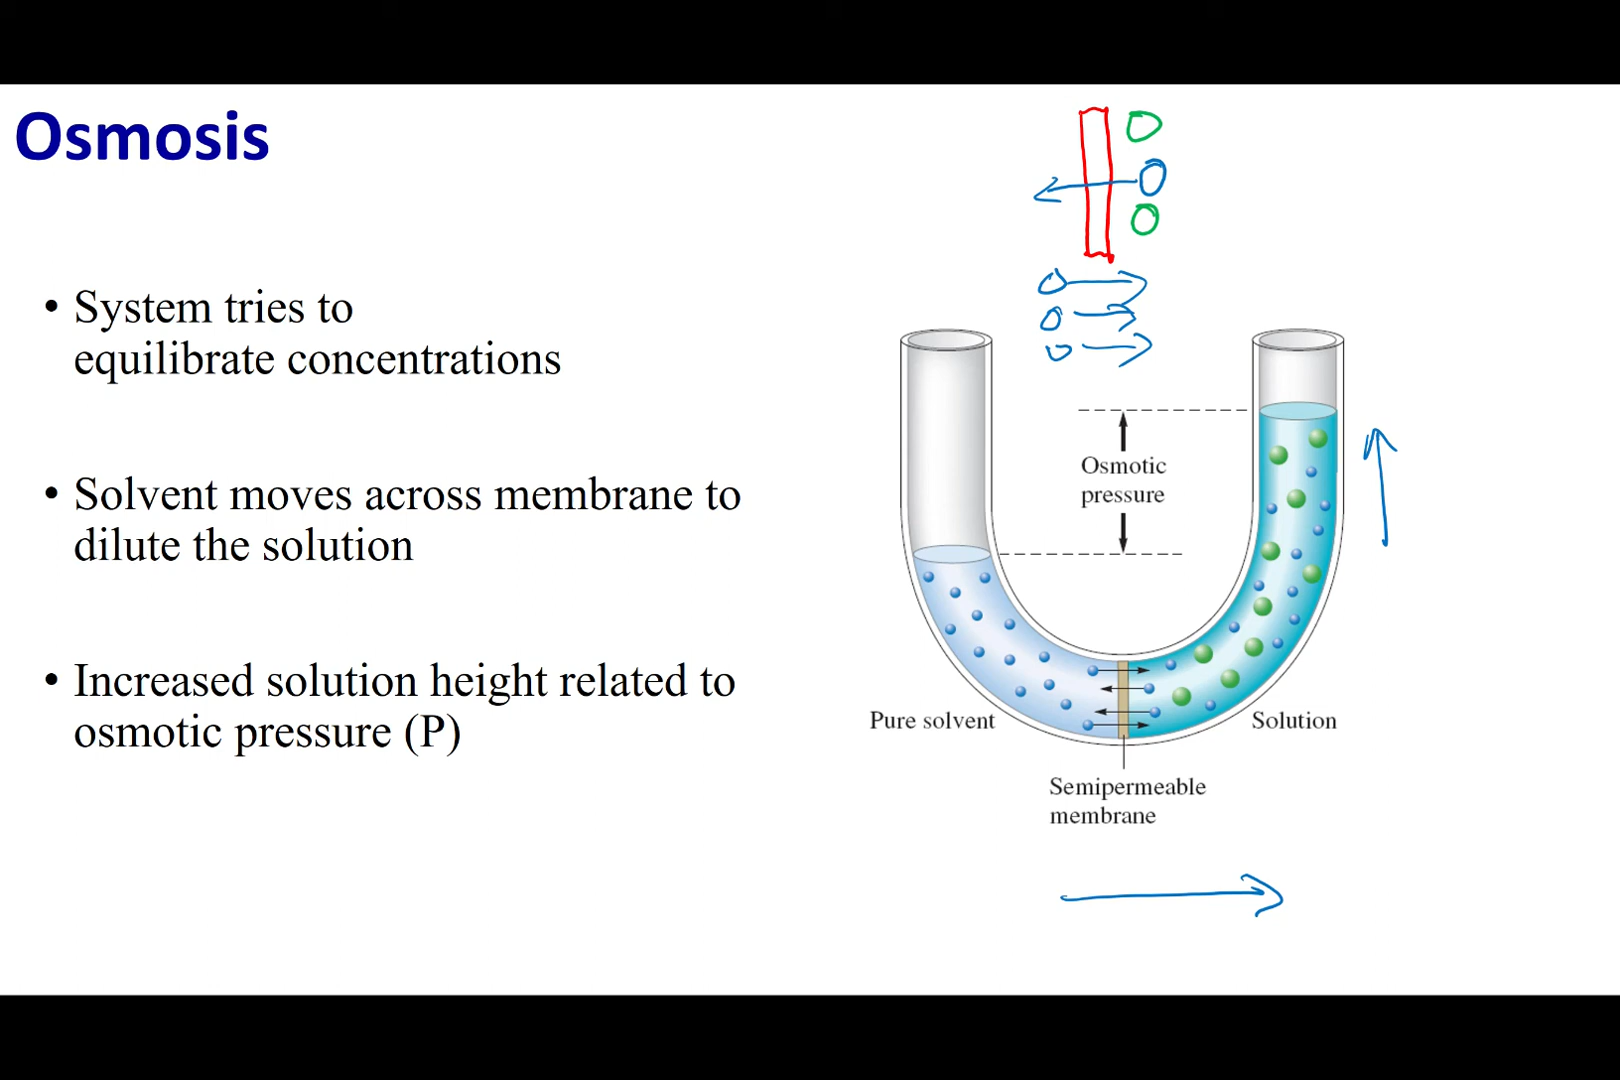 Osmosis
• System tries to
equilibrate concentrations
• Solvent moves across membrane to
dilute the solution
• Increased solution height related to
osmotic pressure (P)
Osmotic
pressure
Pure solvent
Solution
Semipermeable
membrane